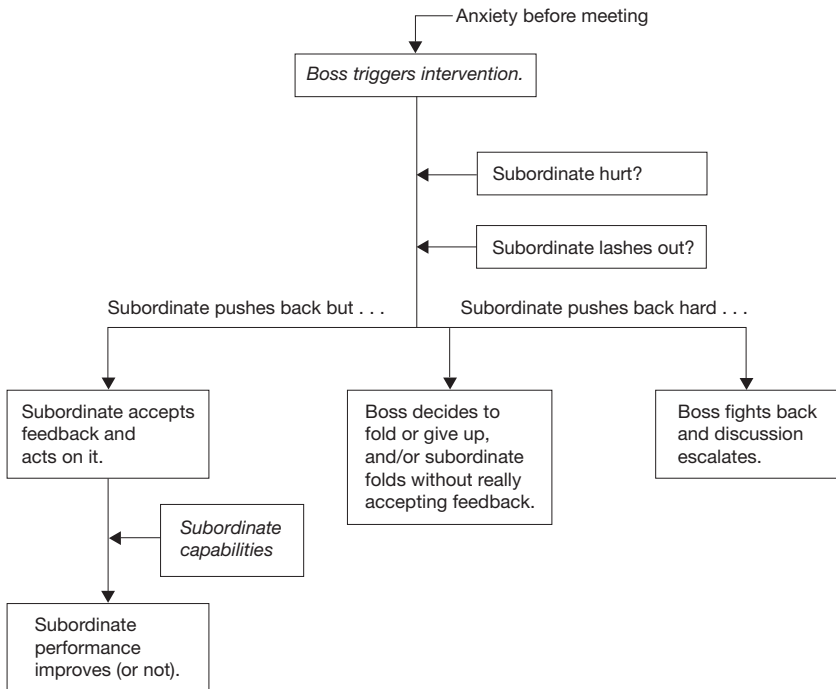 Anxiety before meeting
Boss triggers intervention.
Subordinate hurt?
Subordinate lashes out?
Subordinate pushes back but . . .
Subordinate pushes back hard . . .
Subordinate accepts
feedback and
acts on it.
Boss decides to
fold or give up,
and/or subordinate
folds without really
accepting feedback.
Boss fights back
and discussion
escalates.
Subordinate
capabilities
Subordinate
performance
improves (or not).